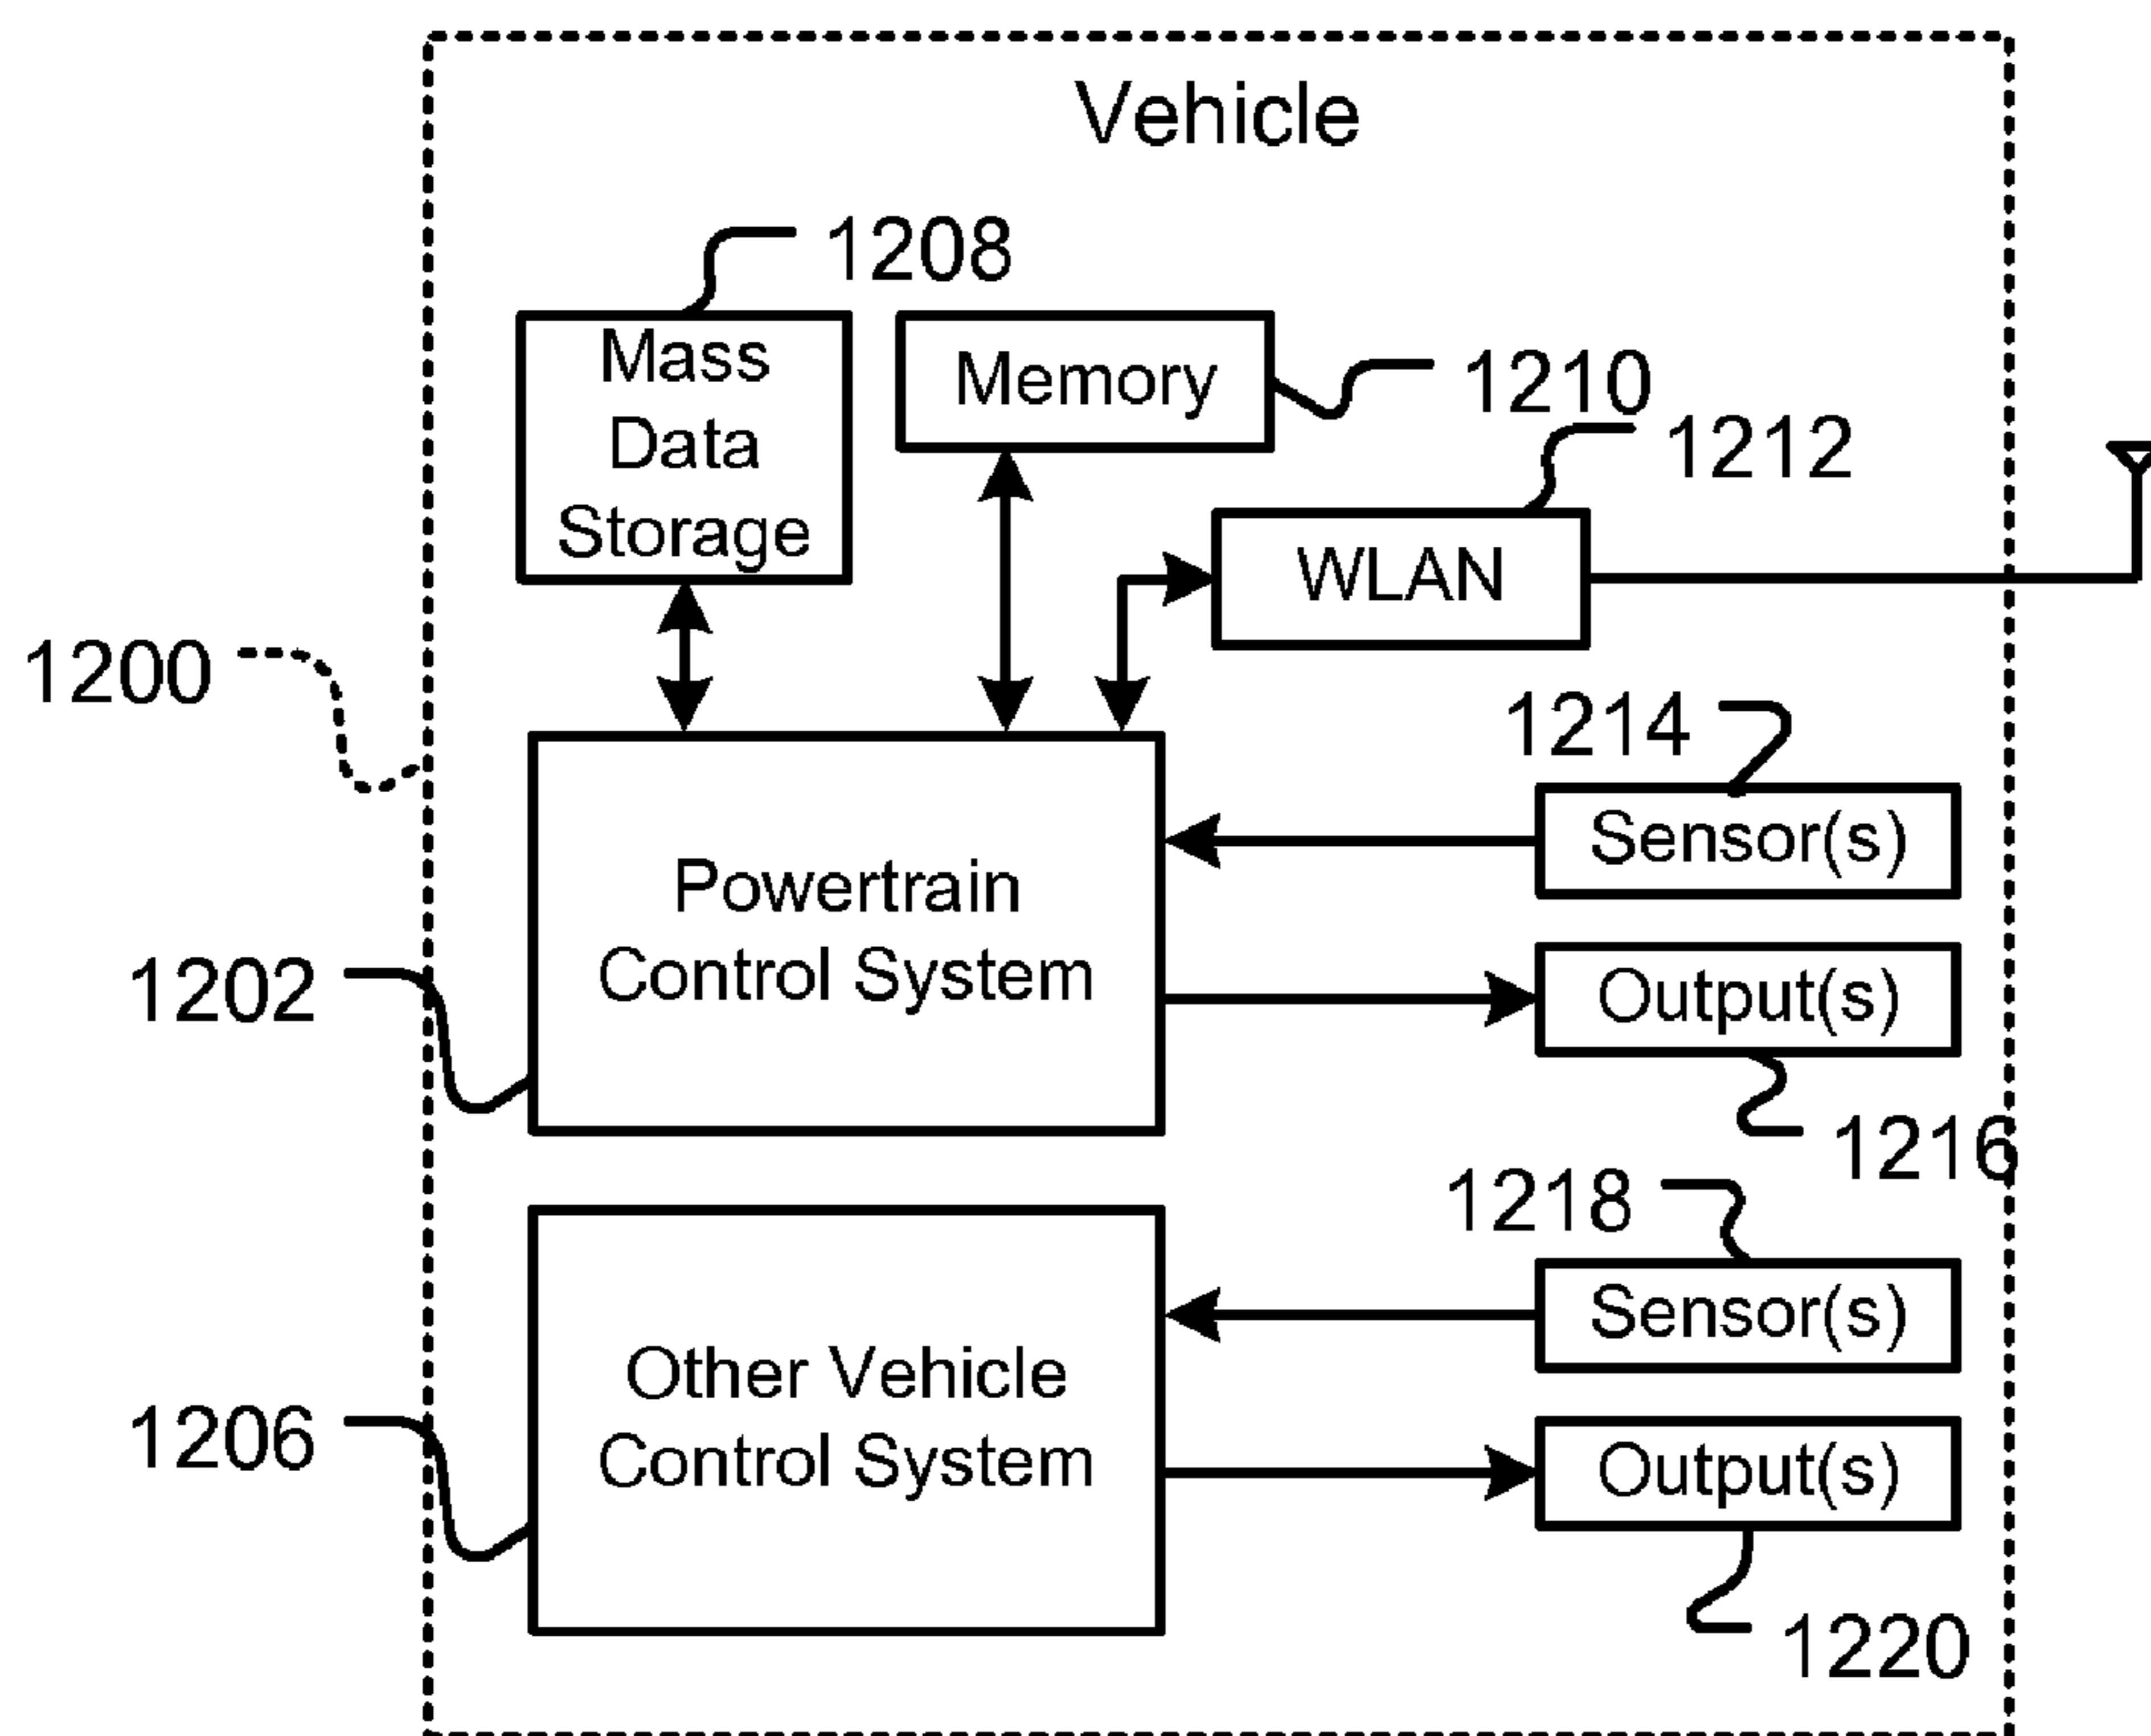 Vehicle
1208
Mass
Data
Storage
Memory
1210
1212
WLAN
1200
1214
Sensor(s)
Powertrain
Control System
1202
Output(s)
1216
1218
Sensor(s)
Other Vehicle
Control System
1206
Output(s)
1220